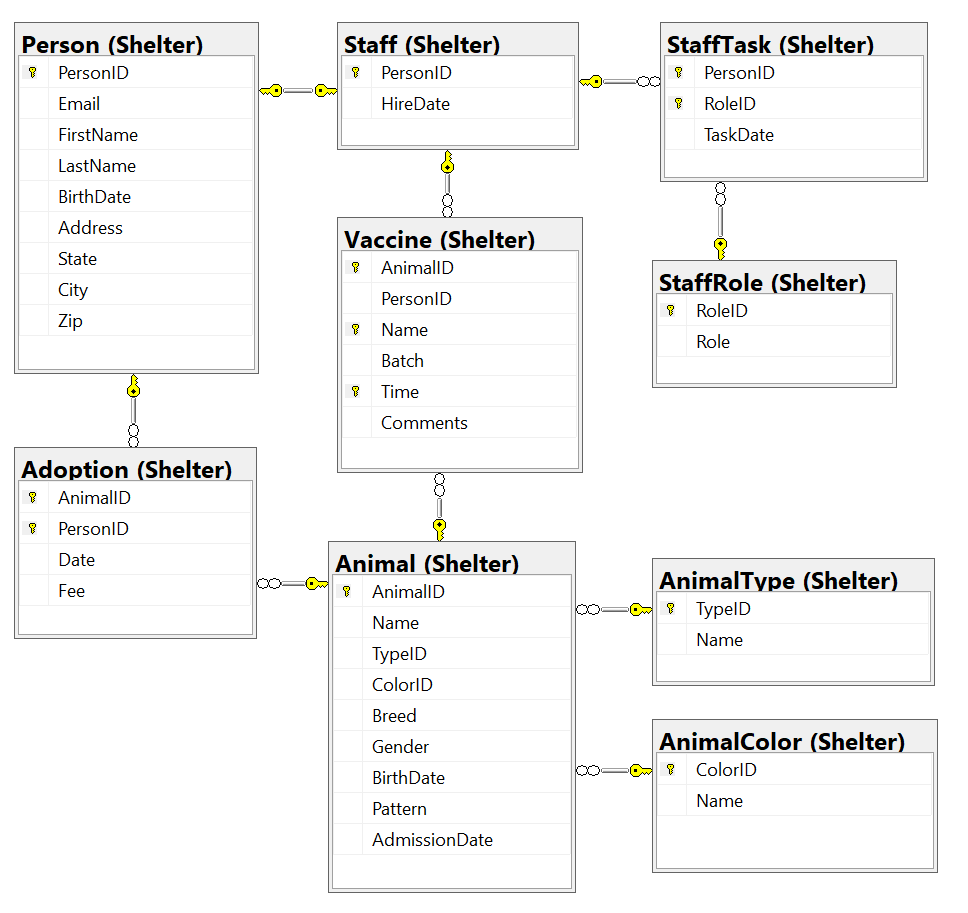 Person (Shelter)
PersonID
Email
FirstName
LastName
BirthDate
Address
State
City
Zip
Staff (Shelter)
PersonID
HireDate
StaffTask (Shelter)
PersonID
RoleID
TaskDate
Vaccine (Shelter)
AnimalID
PersonID
Name
Batch
Time
Comments
StaffRole (Shelter)
RoleID
Role
Adoption (Shelter)
AnimalID
PersonID
Date
Fee
Animal (Shelter)
AnimalID
Name
TypeID
ColorID
Breed
Gender
BirthDate
Pattern
AdmissionDate
AnimalType (Shelter)
TypeID
Name
AnimalColor (Shelter)
ColorID
Name